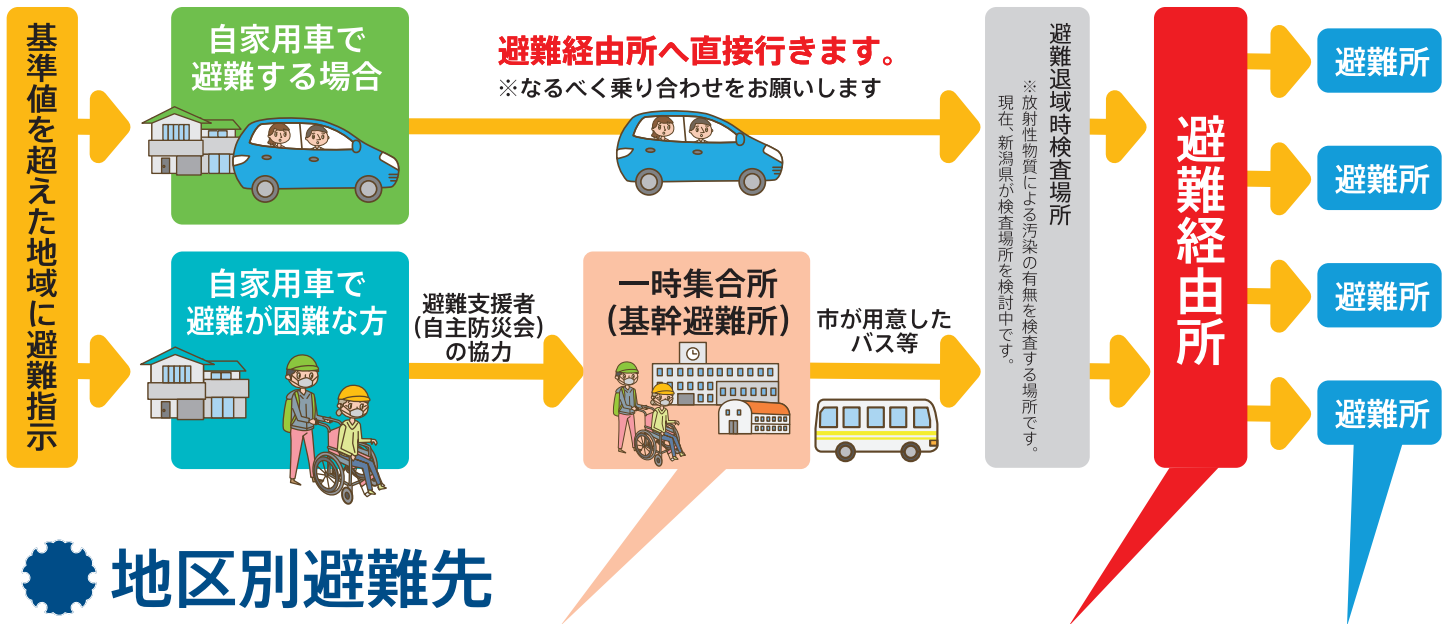 基準値を超えた地域に避難指示
自家用車で
避難する場合
避難経由所へ直接行きます。
※なるべく乗り合わせをお願いします
自家用車で
避難が困難な方
避難支援者
(自主防災会)
の協力
一時集合所
(基幹避難所)
市が用意した
バス等
避難退域時検査場所
※放射性物質による汚染の有無を検査する場所です。
現在、新潟県が検査場所を検討中です。
避難経由所
避難所
避難所
避難所
避難所
地区別避難先